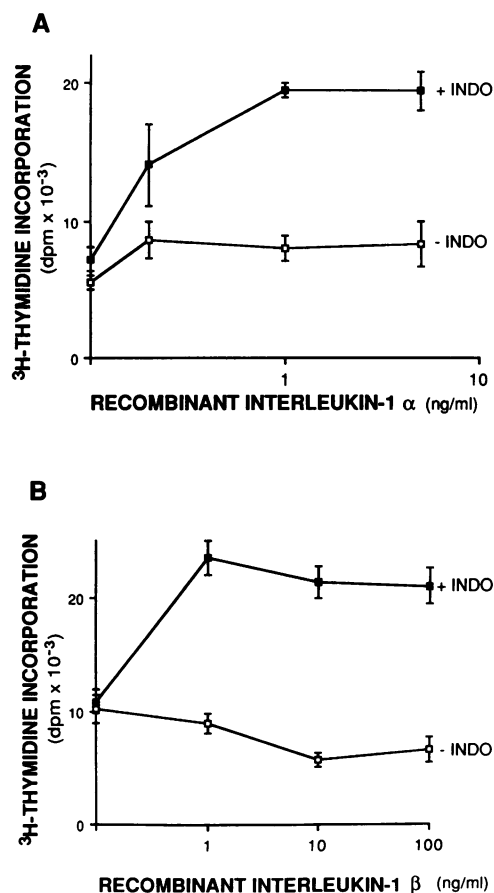 A
³H-THYMIDINE INCORPORATION
(dpm x 10⁻³)
20
10
0
+ INDO
- INDO
1
10
RECOMBINANT INTERLEUKIN-1 α (ng/ml)
B
³H-THYMIDINE INCORPORATION
(dpm x 10⁻³)
20
10
0
+ INDO
- INDO
1
10
100
RECOMBINANT INTERLEUKIN-1 β (ng/ml)